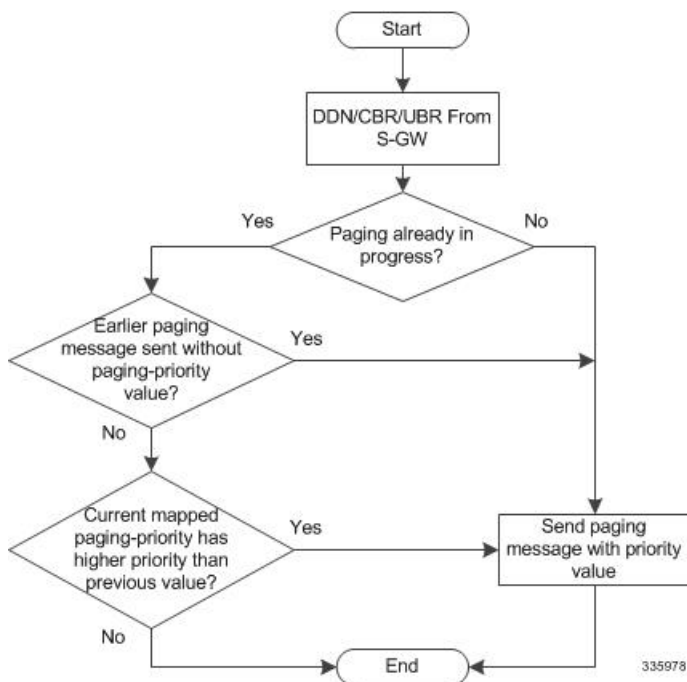 Start
DDN/CBR/UBR From
S-GW
Yes
No
Paging already in
progress?
Earlier paging
message sent without
paging-priority
value?
Yes
No
Current mapped
paging-priority has
higher priority than
previous value?
Yes
Send paging
message with priority
value
No
End
335978